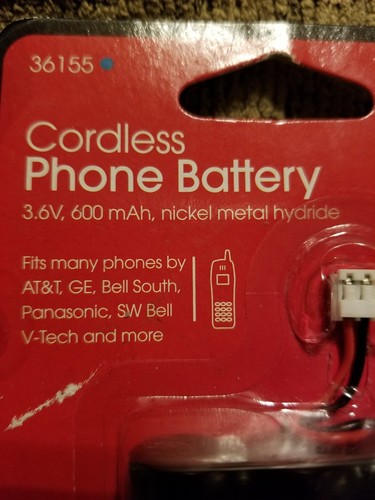 36155
Cordless
Phone Battery
3.6V, 600 mAh, nickel metal hydride
Fits many phones by
AT&T, GE, Bell South,
Panasonic, SW Bell
V-Tech and more